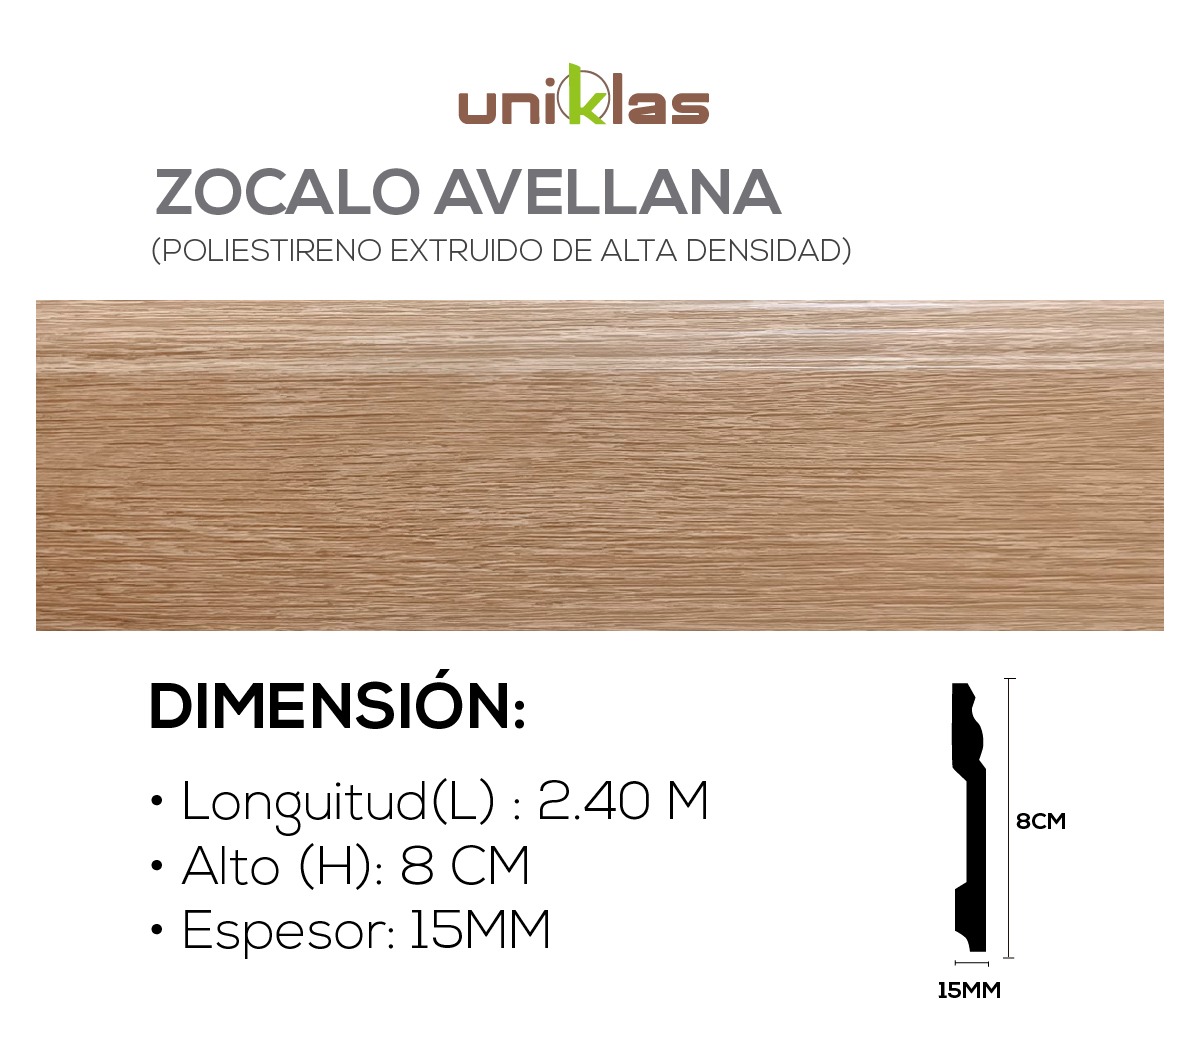 uniklas
ZOCALO AVELLANA
(POLIESTIRENO EXTRUIDO DE ALTA DENSIDAD)
DIMENSIÓN:
• Longuitud(L) : 2.40 M
• Alto (H): 8 CM
• Espesor: 15MM
8CM
15MM